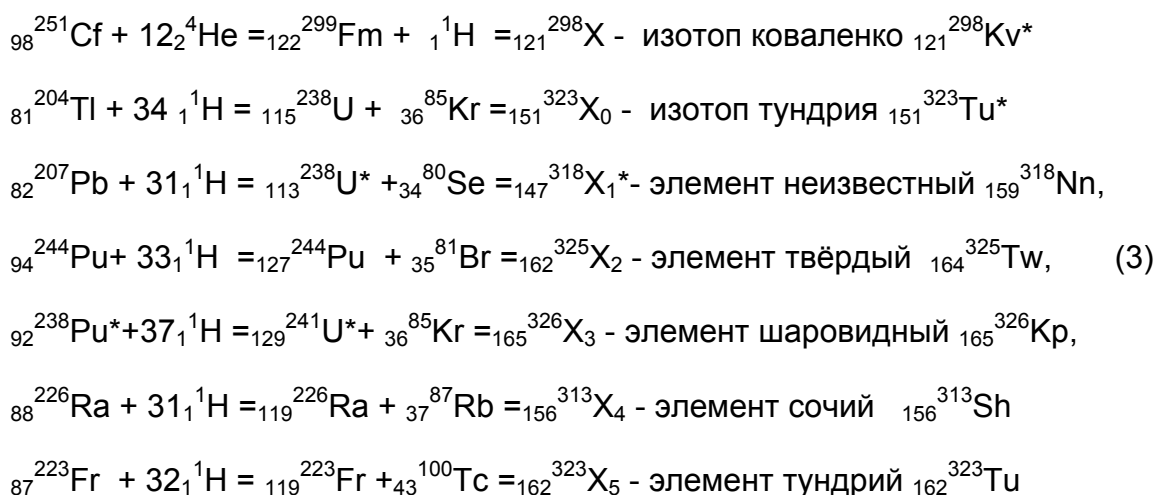 ₉₈²⁵¹Cf + 12₂⁴He =₁₂₂²⁹⁹Fm + ₁¹H =₁₂₁²⁹⁸X - изотоп коваленко ₁₂₁²⁹⁸Kv*
₈₁²⁰⁴Tl + 34 ₁¹H = ₁₁₅²³⁸U + ₃₆⁸⁵Kr =₁₅₁³²³X₀ - изотоп тундрия ₁₅₁³²³Tu*
₈₂²⁰⁷Pb + 31₁¹H = ₁₁₃²³⁸U* +₃₄⁸⁰Se =₁₄₇³¹⁸X₁*- элемент неизвестный ₁₅₉³¹⁸Nn,
₉₄²⁴⁴Pu+ 33₁¹H =₁₂₇²⁴⁴Pu + ₃₅⁸¹Br =₁₆₂³²⁵X₂ - элемент твёрдый ₁₆₄³²⁵Tw, (3)
₉₂²³⁸Pu*+37₁¹H =₁₂₉²⁴¹U*+ ₃₆⁸⁵Kr =₁₆₅³²⁶X₃ - элемент шаровидный ₁₆₅³²⁶Kp,
₈₈²²⁶Ra + 31₁¹H =₁₁₉²²⁶Ra + ₃₇⁸⁷Rb =₁₅₆³¹³X₄ - элемент сочий ₁₅₆³¹³Sh
₈₇²²³Fr + 32₁¹H = ₁₁₉²²³Fr +₄₃¹⁰⁰Tc =₁₆₂³²³X₅ - элемент тундрий ₁₆₂³²³Tu